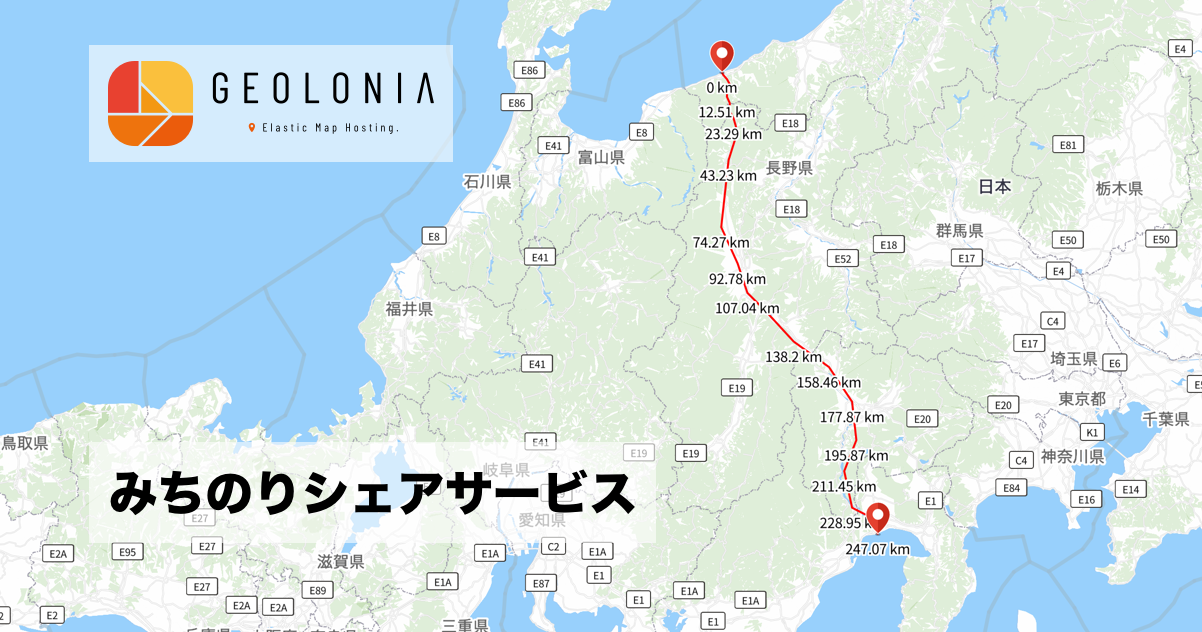 GEOLONIA
Elastic Map Hosting.
E86
E86
E41
E8
富山県
石川県
E8
E41
福井県
E41
0 km
12.51 km
23.29 km
E18
43.23 km
長野県
E18
74.27 km
E52
E18
92.78 km
107.04 km
138.2 km
158.46 km
E19
177.87 km
E20
195.87 km
211.45 km
E1
228.95 k
247.07 km
E4
E81
日本
栃木県
群馬県
E50
E50
E17
E4
C4
E17
埼玉県
E6
E20
東京都
千葉県
K1
C4
神奈川県
E84
E16
E14
鳥取県
E41
E19
E19
岐阜県
みちのりシェアサービス
E27
愛知県
E2A
E95
E27
滋賀県
E1A
C2
E1A
E1
E27
E89
E1A
E87
E2A
E2A
E2
E1
E1A
E1A
E1
三重県